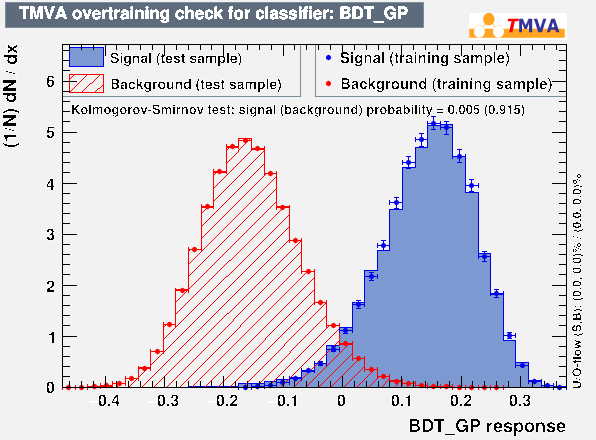 TMVA overtraining check for classifier: BDT_GP
TMVA
Signal (test sample)
Signal (training sample)
Background (test sample)
Background (training sample)
Kolmogorov-Smirnov test: signal (background) probability = 0.005 (0.915)
(1/N) dN / dx
6
5
4
3
2
1
0
-0.4 -0.3 -0.2 -0.1 0 0.1 0.2 0.3
BDT_GP response
U/O-flow (S,B): (0.0, 0.0)% / (0.0, 0.0)%